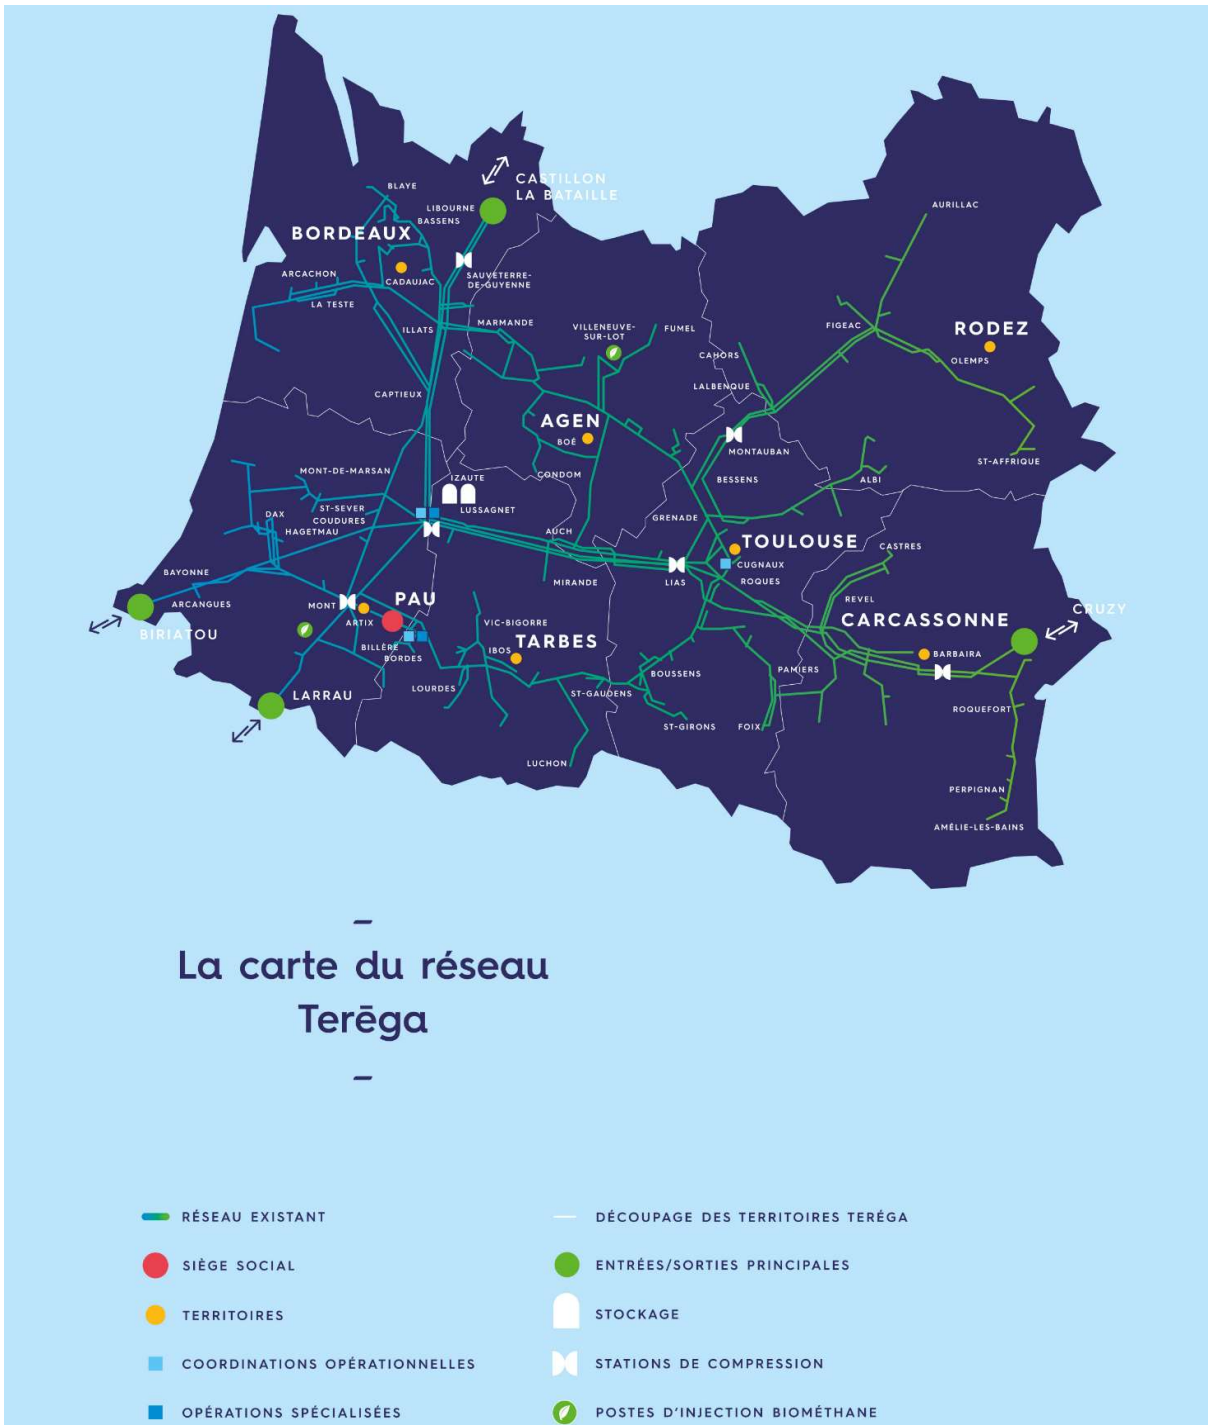 CASTILLON
LA BATAILLE
BLAYE
LIBOURNE
BASSENS
AURILLAC
BORDEAUX
ARCACHON
CADAUJAC
SAUVETERRE-
DE-GUYENNE
LA TESTE
ILLATS
MARMANDE
VILLENEUVE-
SUR-LOT
FUMEL
FIGEAC
RODEZ
CAHORS
OLEMPS
LALBENQUE
CAPTIEUX
AGEN
BOÉ
MONTAUBAN
ST-AFFRIQUE
MONT-DE-MARSAN
IZAUTE
CONDOM
BESSENS
ALBI
ST-SEVER
LUSSAGNET
DAX
COUDURES
GRENADE
HAGETMAU
AUCH
TOULOUSE
CASTRES
CUGNAUX
BAYONNE
MIRANDE
LIAS
ROQUES
ARCANGUES
MONT
PAU
REVEL
CARCASSONNE
CRUZY
BIRIATOU
ARTIX
VIC-BIGORRE
TARBES
BILLÈRE
IBOS
BARBAIRA
BORDES
BOUSSENS
PAMIERS
LARRAU
LOURDES
ST-GAUDENS
ROQUEFORT
ST-GIRONS
FOIX
LUCHON
PERPIGNAN
AMÉLIE-LES-BAINS
La carte du réseau
Terēga
RÉSEAU EXISTANT
DÉCOUPAGE DES TERRITOIRES TERÉGA
SIÈGE SOCIAL
ENTRÉES/SORTIES PRINCIPALES
TERRITOIRES
STOCKAGE
COORDINATIONS OPÉRATIONNELLES
STATIONS DE COMPRESSION
OPÉRATIONS SPÉCIALISÉES
POSTES D'INJECTION BIOMÉTHANE